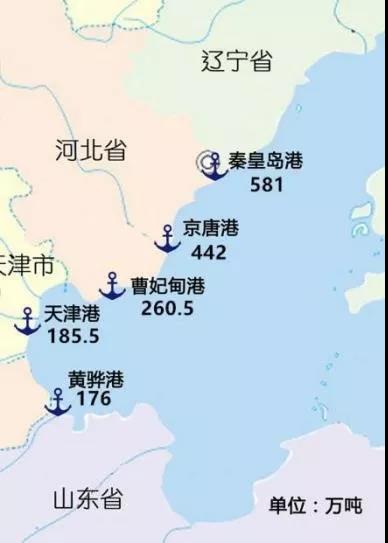 辽宁省
河北省
秦皇岛港
581
京唐港
442
天津市
曹妃甸港
260.5
天津港
185.5
黄骅港
176
山东省
单位：万吨